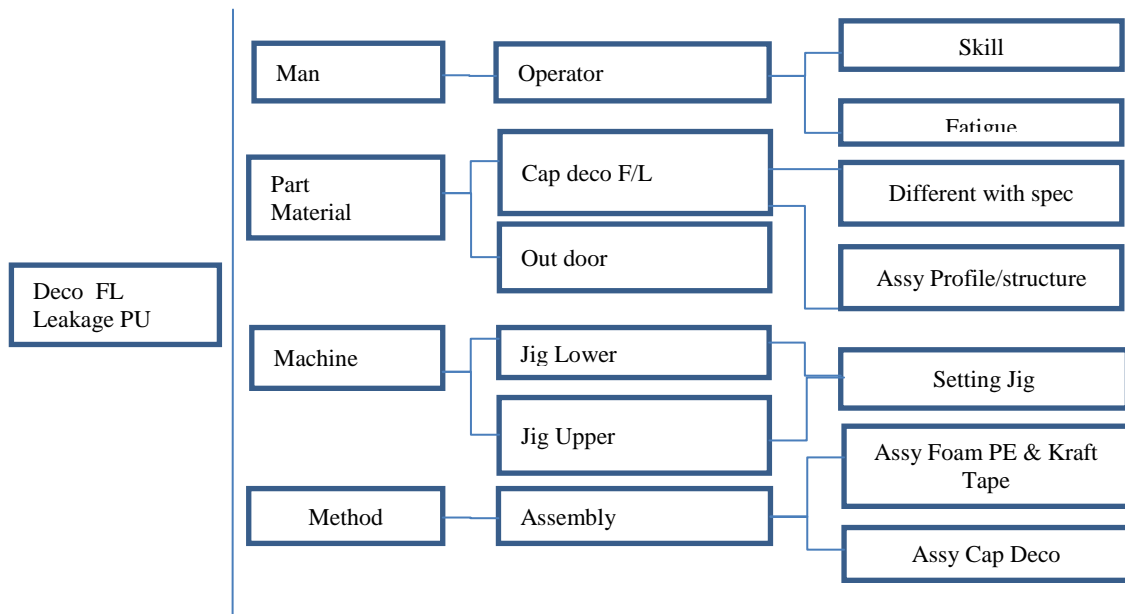 Deco FL
Leakage PU
Man
Operator
Skill
Fatigue
Part
Material
Cap deco F/L
Different with spec
Out door
Assy Profile/structure
Machine
Jig Lower
Setting Jig
Jig Upper
Method
Assembly
Assy Foam PE & Kraft
Tape
Assy Cap Deco